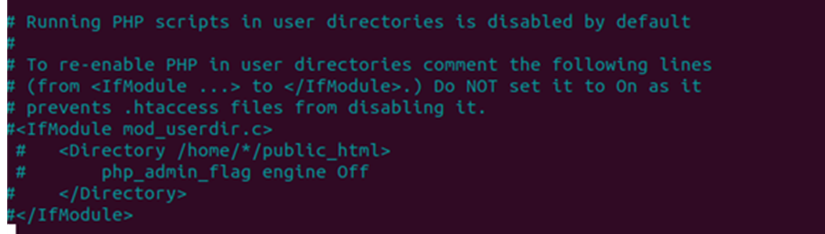 # Running PHP scripts in user directories is disabled by default
#
# To re-enable PHP in user directories comment the following lines
# (from <IfModule ...> to </IfModule>.) Do NOT set it to On as it
# prevents .htaccess files from disabling it.
#<IfModule mod_userdir.c>
 #   <Directory /home/*/public_html>
 #       php_admin_flag engine Off
#    </Directory>
#</IfModule>